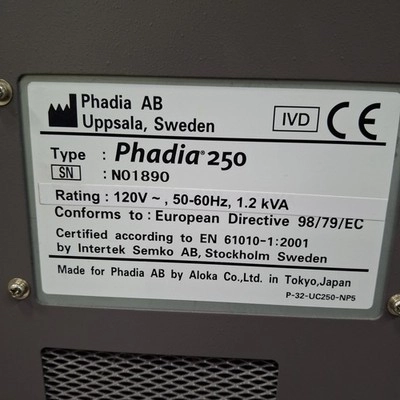 Phadia AB
Uppsala, Sweden
IVD CE
Type : Phadia® 250
SN : N01890
Rating : 120V ~ , 50-60Hz, 1.2 kVA
Conforms to : European Directive 98/79/EC
Certified according to EN 61010-1:2001
by Intertek Semko AB, Stockholm Sweden
Made for Phadia AB by Aloka Co.,Ltd. in Tokyo,Japan
P-32-UC250-NP5